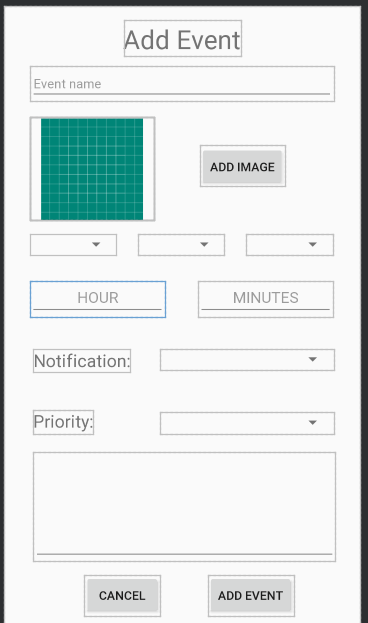 Add Event
Event name
ADD IMAGE
HOUR MINUTES
Notification:
Priority:
CANCEL ADD EVENT